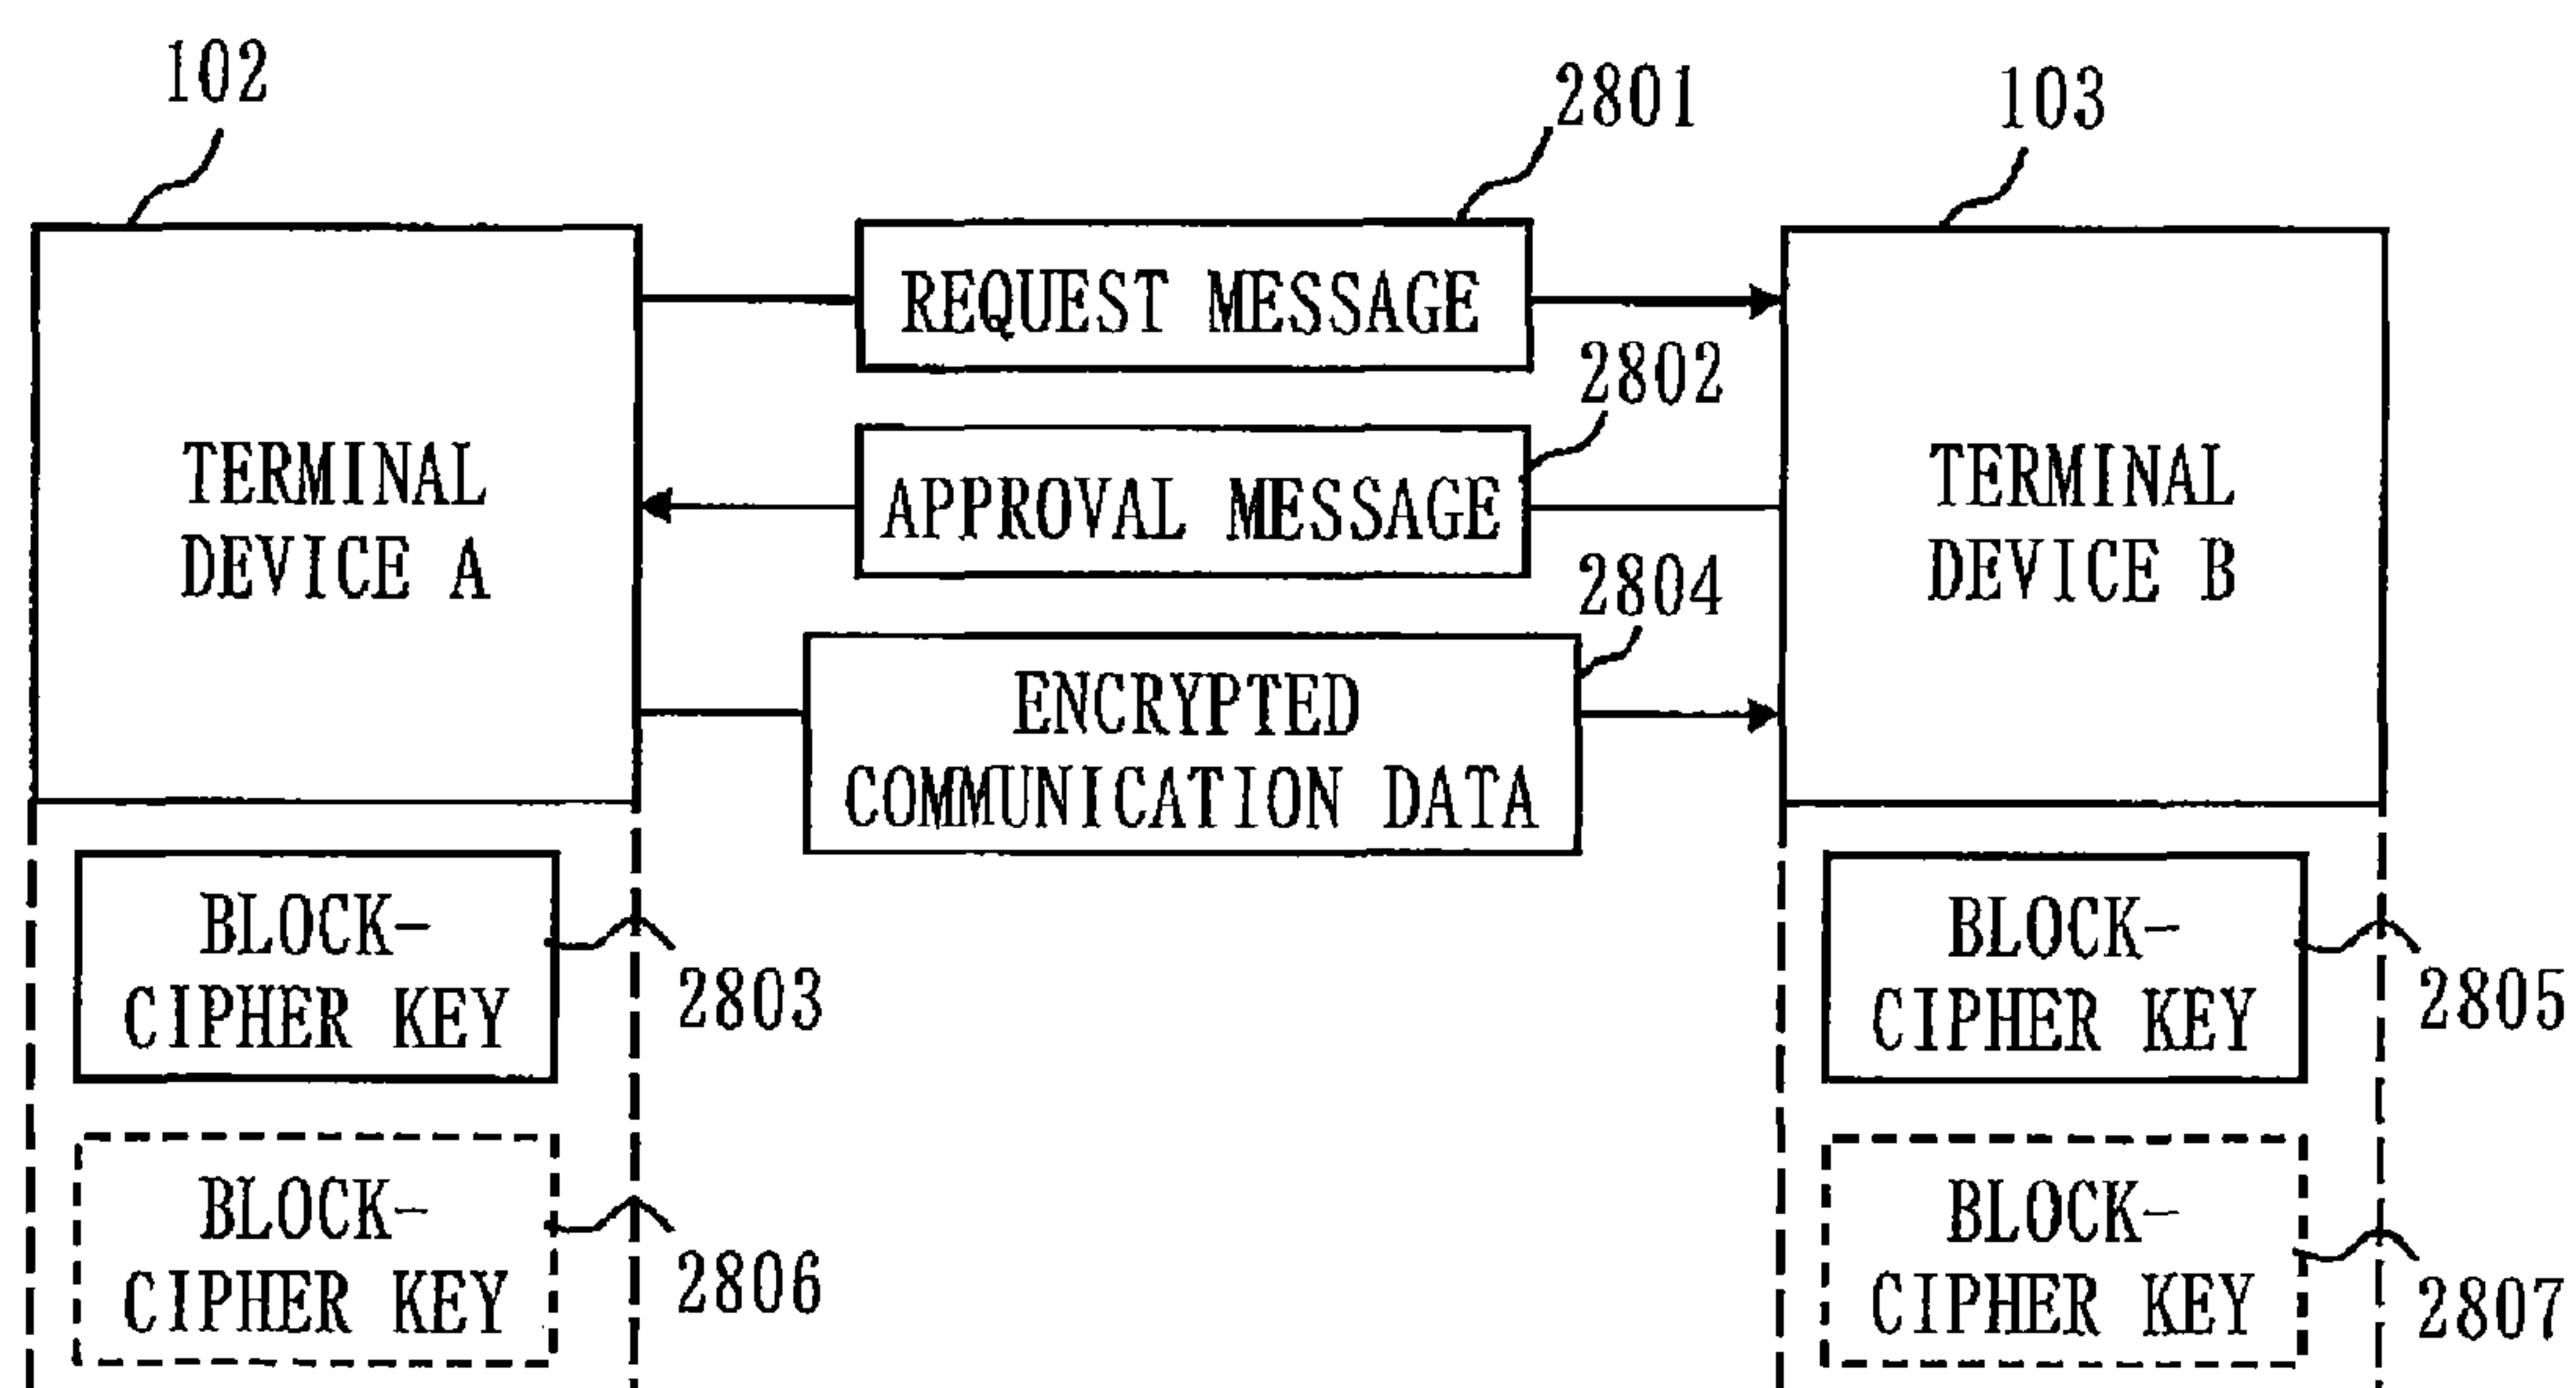 102
2801
103
REQUEST MESSAGE
2802
TERMINAL
DEVICE A
APPROVAL MESSAGE
TERMINAL
DEVICE B
2804
ENCRYPTED
COMMUNICATION DATA
BLOCK-
CIPHER KEY
2803
BLOCK-
CIPHER KEY
2805
BLOCK-
CIPHER KEY
2806
BLOCK-
CIPHER KEY
2807